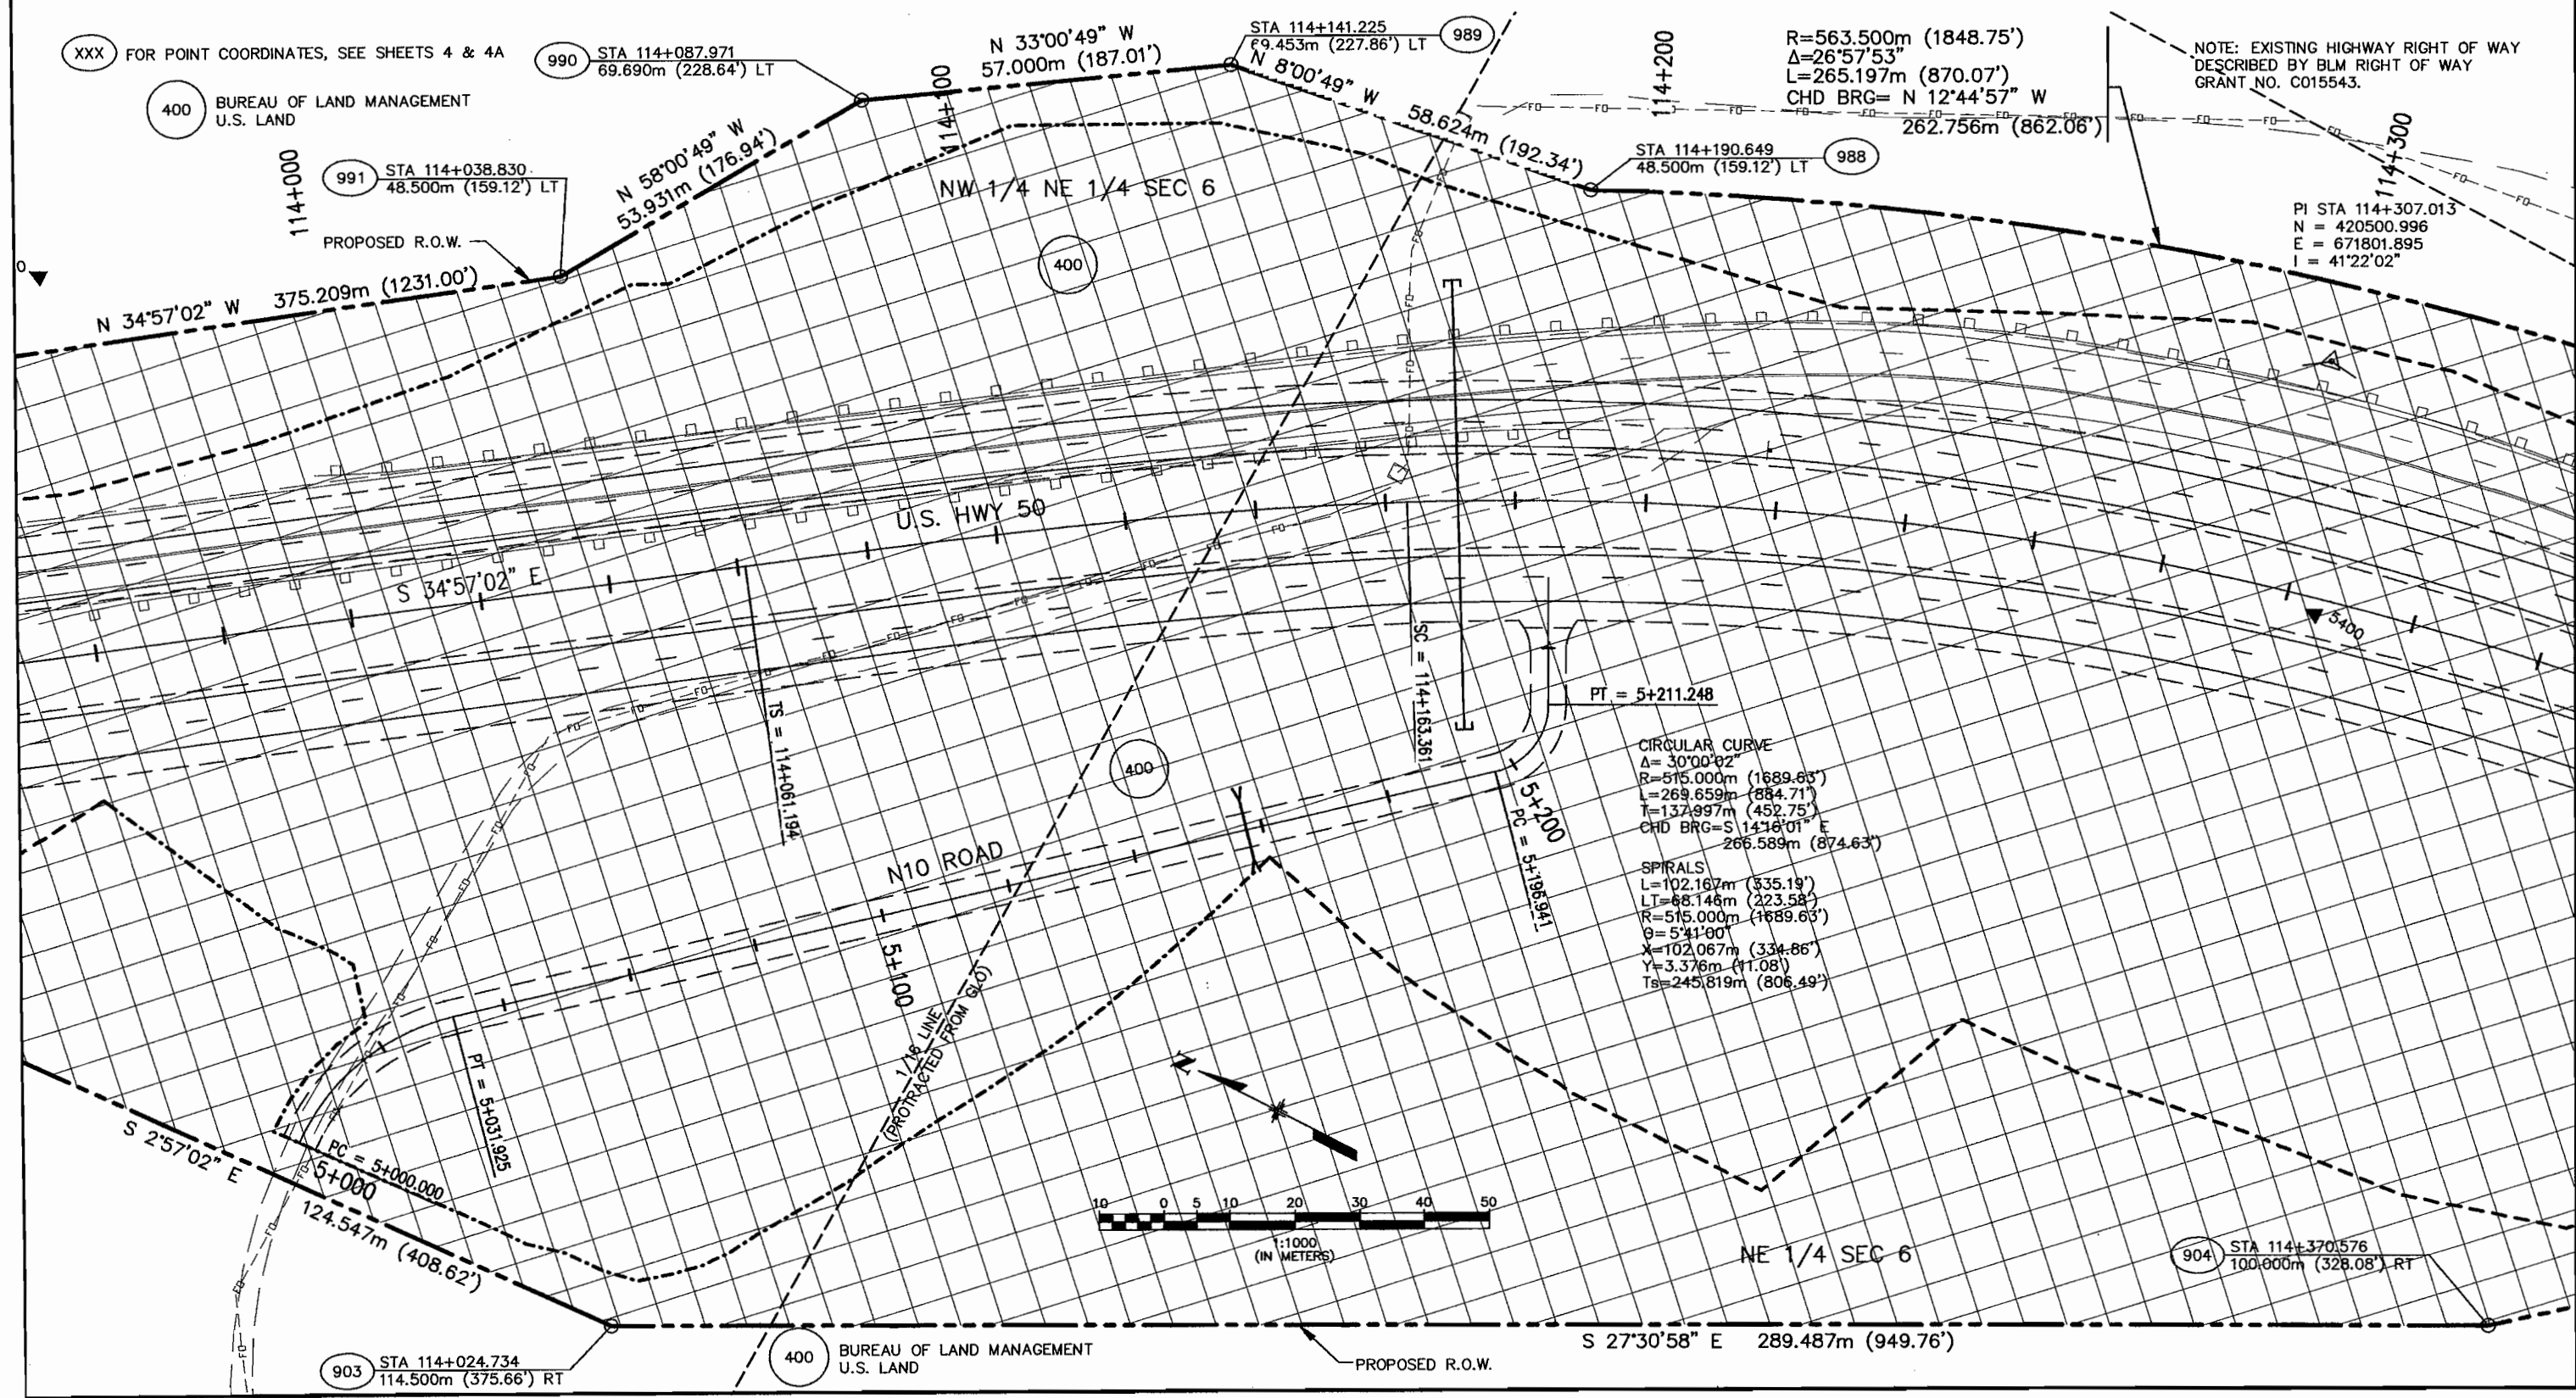 XXX FOR POINT COORDINATES, SEE SHEETS 4 & 4A
400 BUREAU OF LAND MANAGEMENT
U.S. LAND
990 STA 114+087.971
69.690m (228.64') LT
N 33°00'49" W
57.000m (187.01')
STA 114+141.225 989
69.453m (227.86') LT
N 8°00'49" W
58.624m (192.34')
114+200
R=563.500m (1848.75')
Δ=26°57'53"
L=265.197m (870.07')
CHD BRG= N 12°44'57" W
262.756m (862.06')
NOTE: EXISTING HIGHWAY RIGHT OF WAY
DESCRIBED BY BLM RIGHT OF WAY
GRANT NO. C015543.
114+000
991 STA 114+038.830
48.500m (159.12') LT
N 58°00'49" W
53.931m (176.94')
114+100
NW 1/4 NE 1/4 SEC 6
STA 114+190.649 988
48.500m (159.12') LT
114+300
PI STA 114+307.013
N = 420500.996
E = 671801.895
I = 41°22'02"
PROPOSED R.O.W.
400
0
N 34°57'02" W 375.209m (1231.00')
U.S. HWY 50
S 34°57'02" E
TS = 114+061.194
SC = 114+163.361
5400
PT = 5+211.248
400
5+200
PC = 5+196.941
CIRCULAR CURVE
Δ= 30°00'02"
R=515.000m (1689.63')
L=269.659m (884.71')
T=137.997m (452.75')
CHD BRG=S 14°16'01" E
266.589m (874.63')
SPIRALS
L=102.167m (335.19')
LT=68.146m (223.58')
R=515.000m (1689.63')
Θ=5°41'00"
X=102.067m (334.86')
Y=3.376m (11.08')
Ts=245.819m (806.49')
N10 ROAD
5+100
1/16 LINE
(PROTRACTED FROM GLO)
PT = 5+031.925
PC = 5+000.000
5+000
S 2°57'02" E
124.547m (408.62')
N
10 0 5 10 20 30 40 50
1:1000
(IN METERS)
NE 1/4 SEC 6
904 STA 114+370.576
100.000m (328.08') RT
S 27°30'58" E 289.487m (949.76')
903 STA 114+024.734
114.500m (375.66') RT
400 BUREAU OF LAND MANAGEMENT
U.S. LAND
PROPOSED R.O.W.